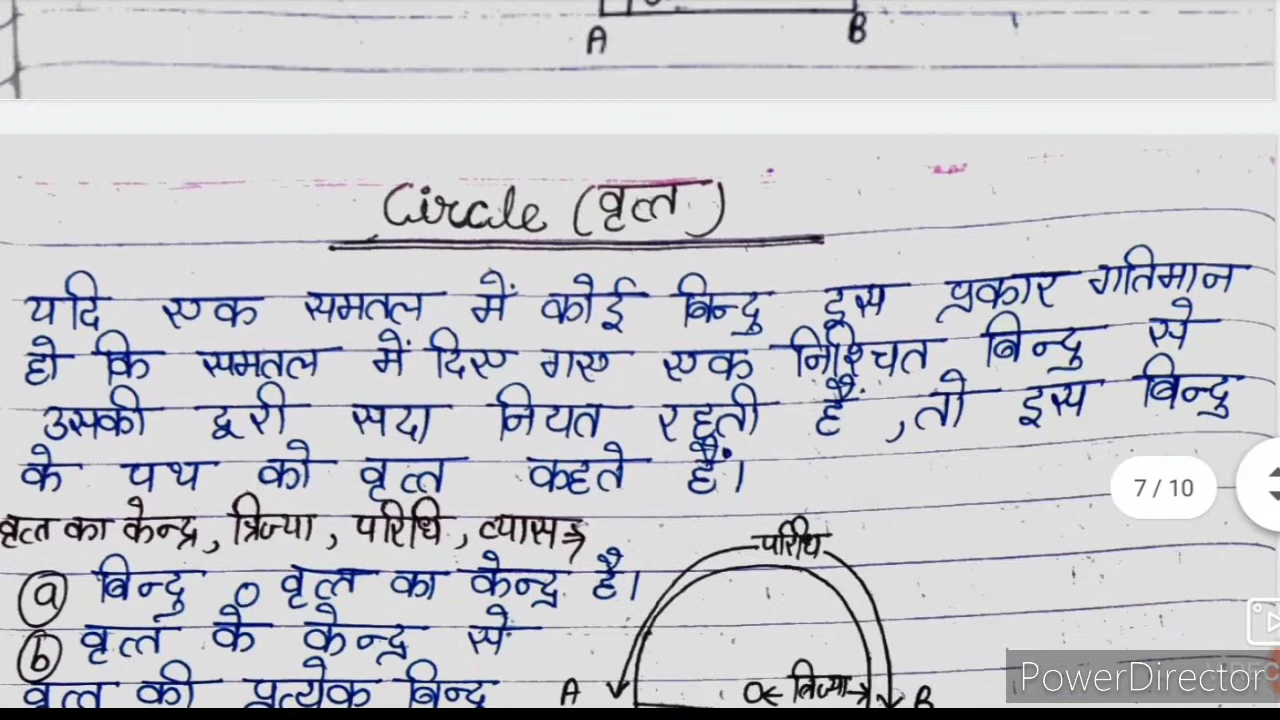 A B
Circle (वृत्त)
यदि एक समतल में कोई बिन्दु इस प्रकार गतिमान
हो कि समतल में दिए गए एक निश्चित बिन्दु से
उसकी दूरी सदा नियत रहती है, तो इस बिन्दु
के पथ को वृत्त कहते हैं।
7 / 10
वृत्त का केन्द्र, त्रिज्या, परिधि, व्यास⇒
परिधि
(a) बिन्दु O वृत्त का केन्द्र है।
(b) वृत्त के केन्द्र से
वृत्त की प्रत्येक बिन्दु
A O← त्रिज्या→ B
PowerDirector